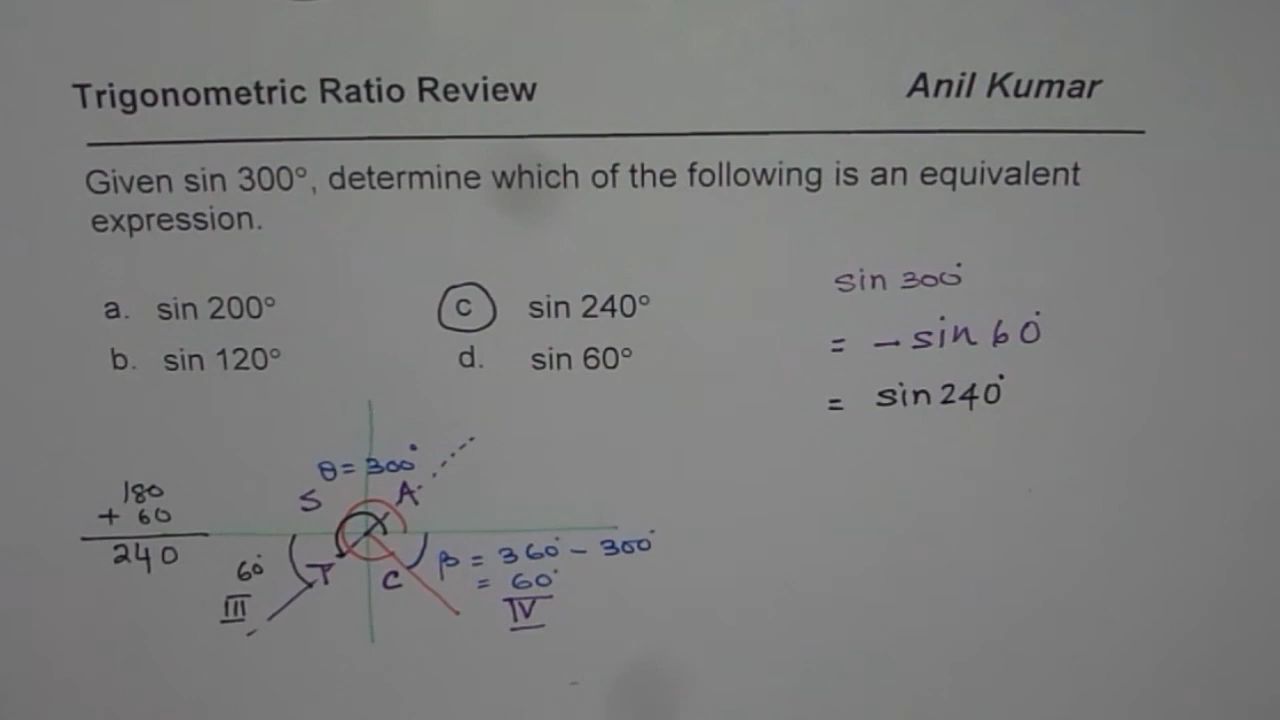 Trigonometric Ratio Review Anil Kumar
Given sin 300°, determine which of the following is an equivalent
expression.
a. sin 200°
c sin 240°
b. sin 120°
d. sin 60°
sin 300°
= − sin 60°
= sin 240°
θ = 300°
S A
T C
180
+ 60
240
60°
III
β = 360° − 300°
= 60°
IV